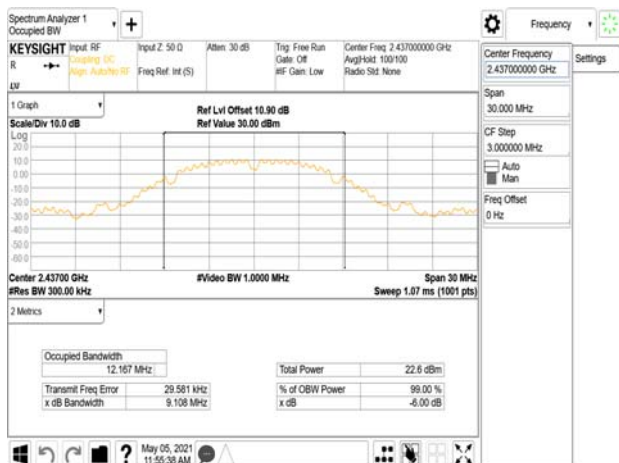 Spectrum Analyzer 1
Occupied BW
Frequency
KEYSIGHT
Input: RF
Input Z: 50 Ω
Atten: 30 dB
Trig: Free Run
Center Freq: 2.437000000 GHz
R
Coupling: DC
Gate: Off
Avg|Hold: 100/100
Align: Auto/No RF
Freq Ref: Int (S)
#IF Gain: Low
Radio Std: None
Center Frequency
2.437000000 GHz
Settings
Span
30.000 MHz
CF Step
3.000000 MHz
Auto
Man
Freq Offset
0 Hz
1 Graph
Ref Lvl Offset 10.90 dB
Scale/Div 10.0 dB
Ref Value 30.00 dBm
Log
20.0
10.0
0.00
-10.0
-20.0
-30.0
-40.0
-50.0
-60.0
Center 2.43700 GHz
#Video BW 1.0000 MHz
Span 30 MHz
#Res BW 300.00 kHz
Sweep 1.07 ms (1001 pts)
2 Metrics
Occupied Bandwidth
12.167 MHz
Total Power
22.6 dBm
Transmit Freq Error
29.581 kHz
% of OBW Power
99.00 %
x dB Bandwidth
9.108 MHz
x dB
-6.00 dB
May 05, 2021
11:55:38 AM